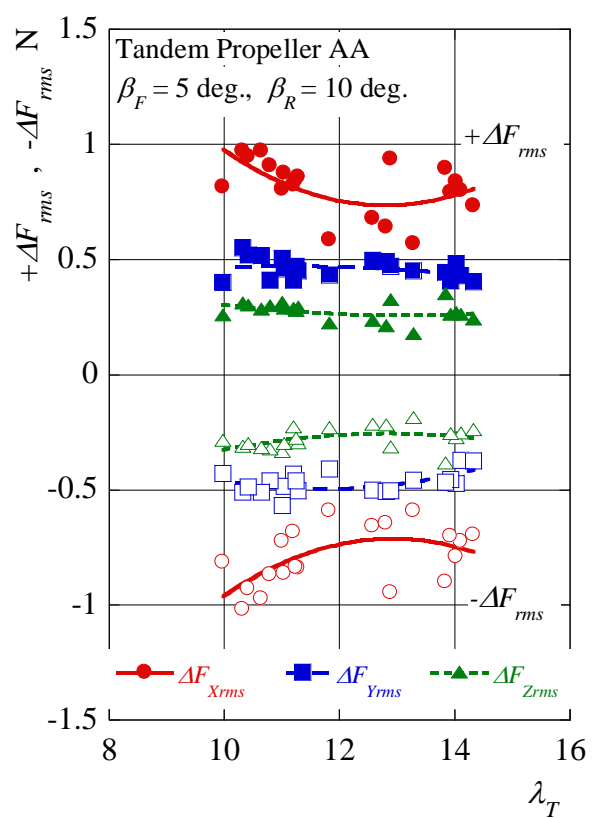 +ΔF_rms , -ΔF_rms N
1.5
1
0.5
0
-0.5
-1
-1.5
Tandem Propeller AA
β_F = 5 deg., β_R = 10 deg.
+ΔF_rms
-ΔF_rms
ΔF_Xrms ΔF_Yrms ΔF_Zrms
8 10 12 14 16
λ_T